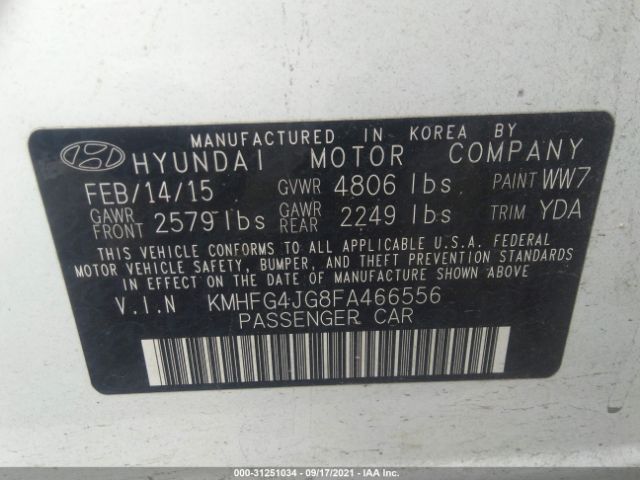 MANUFACTURED IN KOREA BY
HYUNDAI MOTOR COMPANY
FEB/14/15 GVWR 4806 lbs PAINT WW7
GAWR FRONT 2579 lbs GAWR REAR 2249 lbs TRIM YDA
THIS VEHICLE CONFORMS TO ALL APPLICABLE U.S.A. FEDERAL
MOTOR VEHICLE SAFETY, BUMPER, AND THEFT PREVENTION STANDARDS
IN EFFECT ON THE DATE OF MANUFACTURE SHOWN ABOVE
V.I.N KMHFG4JG8FA466556
PASSENGER CAR
000-31251034 - 09/17/2021 - IAA Inc.